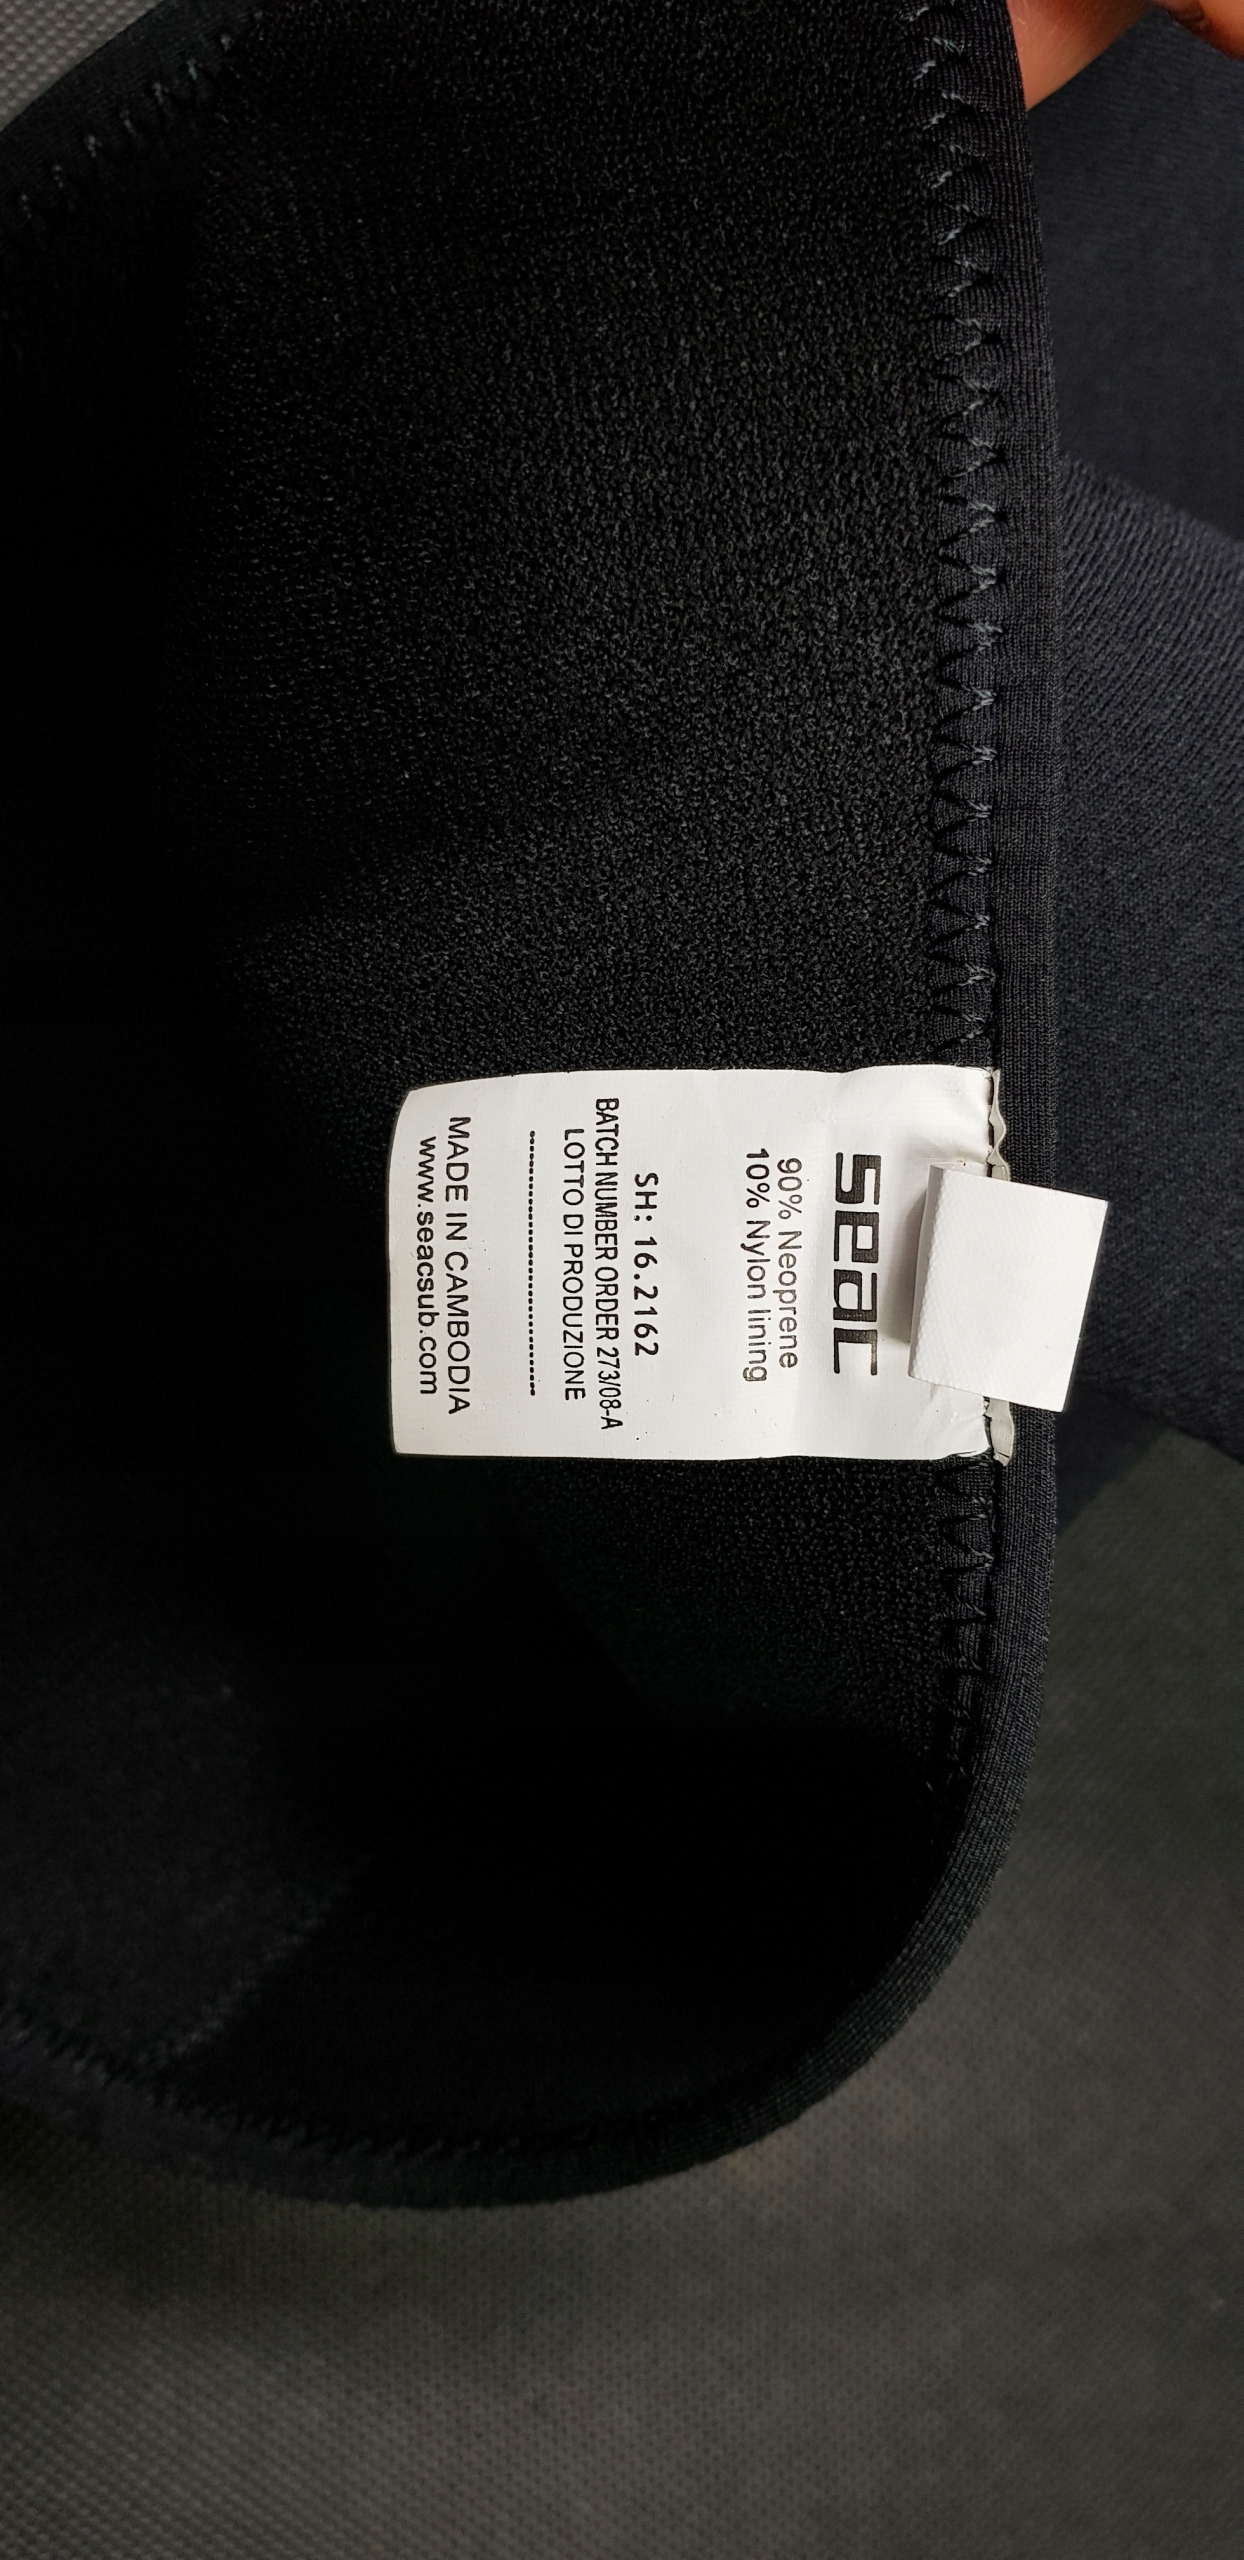 seac
90% Neoprene
10% Nylon lining
SH: 16.2162
BATCH NUMBER ORDER 273/08-A
LOTTO DI PRODUZIONE
MADE IN CAMBODIA
www.seacsub.com